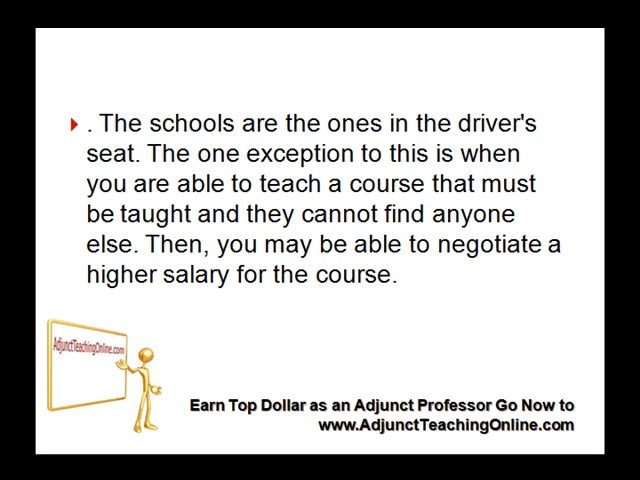 . The schools are the ones in the driver's
seat. The one exception to this is when
you are able to teach a course that must
be taught and they cannot find anyone
else. Then, you may be able to negotiate a
higher salary for the course.
AdjunctTeachingOnline.com
Earn Top Dollar as an Adjunct Professor Go Now to
www.AdjunctTeachingOnline.com